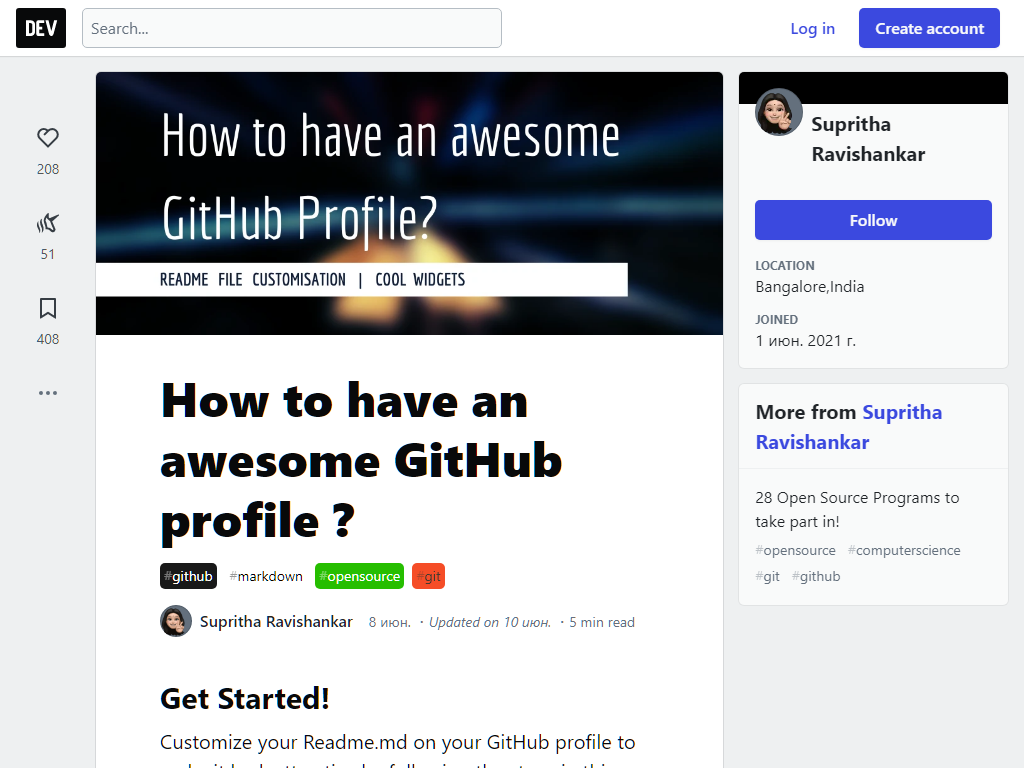 DEV
Search...
Log in
Create account
208
51
408
How to have an awesome
GitHub Profile?
README FILE CUSTOMISATION | COOL WIDGETS
How to have an
awesome GitHub
profile ?
#github #markdown #opensource #git
Supritha Ravishankar 8 июн. · Updated on 10 июн. · 5 min read
Get Started!
Customize your Readme.md on your GitHub profile to
Supritha
Ravishankar
Follow
LOCATION
Bangalore,India
JOINED
1 июн. 2021 г.
More from Supritha
Ravishankar
28 Open Source Programs to
take part in!
#opensource #computerscience
#git #github